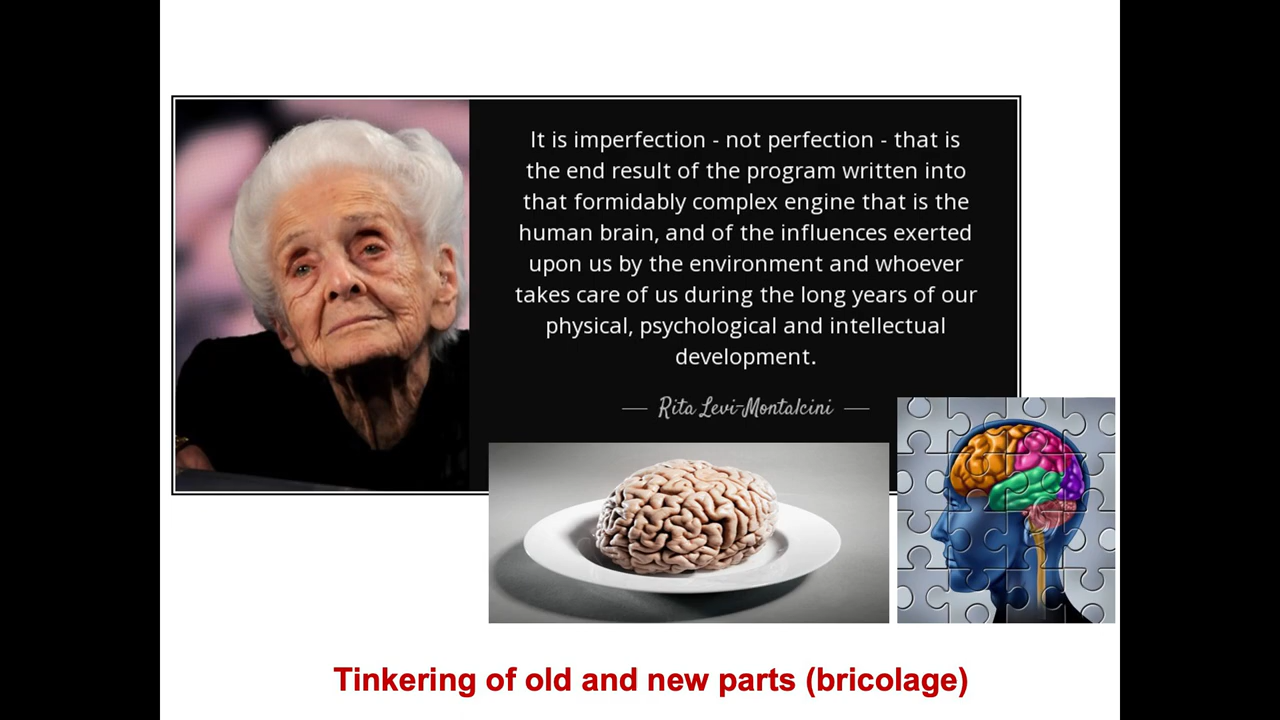 It is imperfection - not perfection - that is
the end result of the program written into
that formidably complex engine that is the
human brain, and of the influences exerted
upon us by the environment and whoever
takes care of us during the long years of our
physical, psychological and intellectual
development.
— Rita Levi-Montalcini —
Tinkering of old and new parts (bricolage)